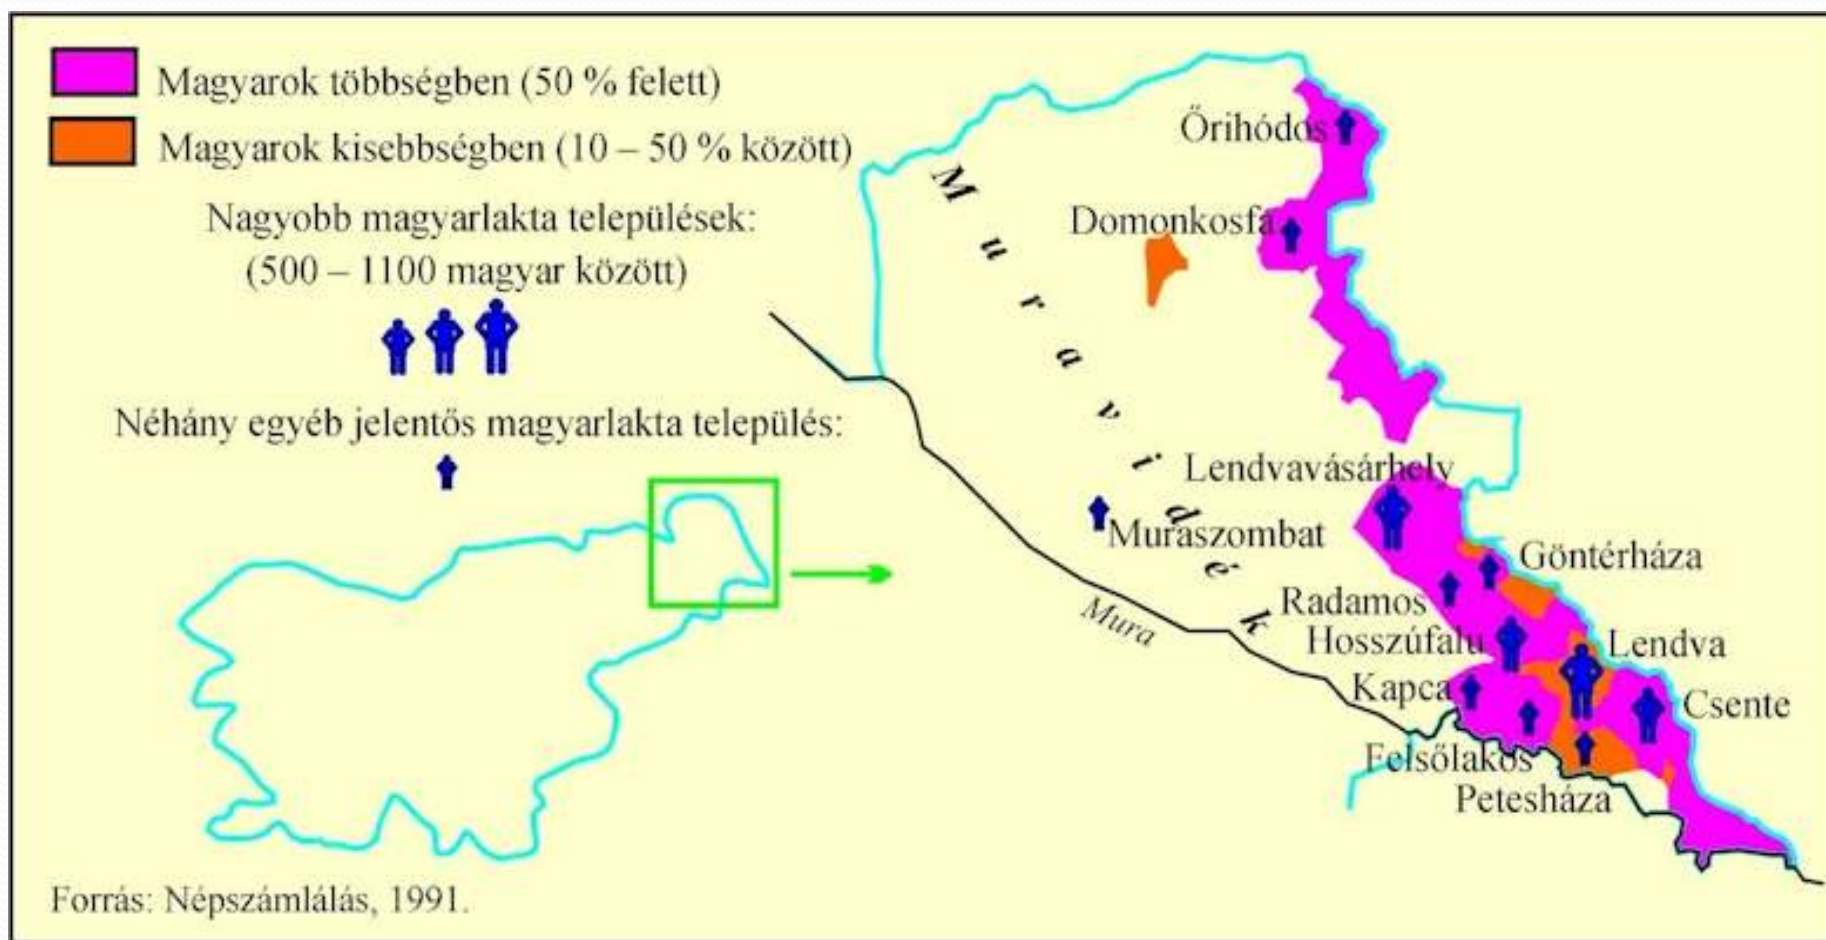 Magyarok többségben (50 % felett)
Magyarok kisebbségben (10 – 50 % között)
Nagyobb magyarlakta települések:
(500 – 1100 magyar között)
Néhány egyéb jelentős magyarlakta település:
Forrás: Népszámlálás, 1991.
Muravidék
Őrihódos
Domonkosfa
Lendvavásárhely
Muraszombat
Göntérháza
Radamos
Mura
Hosszúfalu
Lendva
Kapca
Csente
Felsőlakos
Petesháza